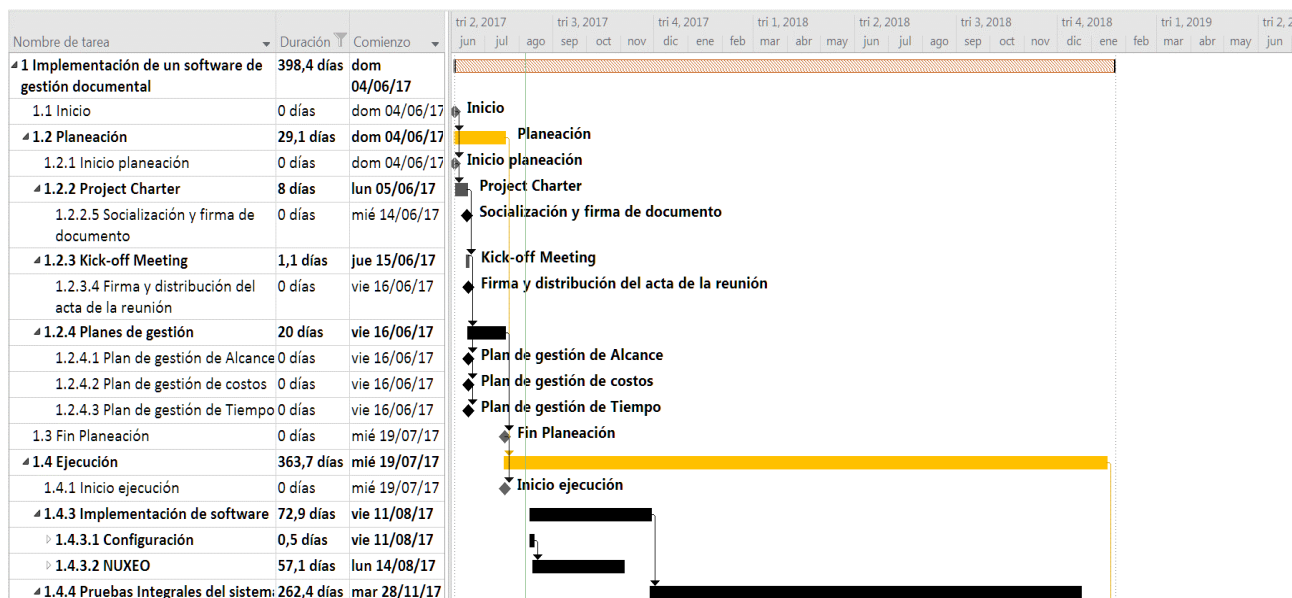 tri 2, 2017 tri 3, 2017 tri 4, 2017 tri 1, 2018 tri 2, 2018 tri 3, 2018 tri 4, 2018 tri 1, 2019 tri 2, 2
Nombre de tarea Duración Comienzo jun jul ago sep oct nov dic ene feb mar abr may jun jul ago sep oct nov dic ene feb mar abr may jun
1 Implementación de un software de 398,4 días dom
gestión documental 04/06/17
1.1 Inicio 0 días dom 04/06/17 Inicio
1.2 Planeación 29,1 días dom 04/06/17 Planeación
1.2.1 Inicio planeación 0 días dom 04/06/17 Inicio planeación
1.2.2 Project Charter 8 días lun 05/06/17 Project Charter
1.2.2.5 Socialización y firma de 0 días mié 14/06/17 Socialización y firma de documento
documento
1.2.3 Kick-off Meeting 1,1 días jue 15/06/17 Kick-off Meeting
1.2.3.4 Firma y distribución del 0 días vie 16/06/17 Firma y distribución del acta de la reunión
acta de la reunión
1.2.4 Planes de gestión 20 días vie 16/06/17
1.2.4.1 Plan de gestión de Alcance 0 días vie 16/06/17 Plan de gestión de Alcance
1.2.4.2 Plan de gestión de costos 0 días vie 16/06/17 Plan de gestión de costos
1.2.4.3 Plan de gestión de Tiempo 0 días vie 16/06/17 Plan de gestión de Tiempo
1.3 Fin Planeación 0 días mié 19/07/17 Fin Planeación
1.4 Ejecución 363,7 días mié 19/07/17
1.4.1 Inicio ejecución 0 días mié 19/07/17 Inicio ejecución
1.4.3 Implementación de software 72,9 días vie 11/08/17
1.4.3.1 Configuración 0,5 días vie 11/08/17
1.4.3.2 NUXEO 57,1 días lun 14/08/17
1.4.4 Pruebas Integrales del sistema 262,4 días mar 28/11/17